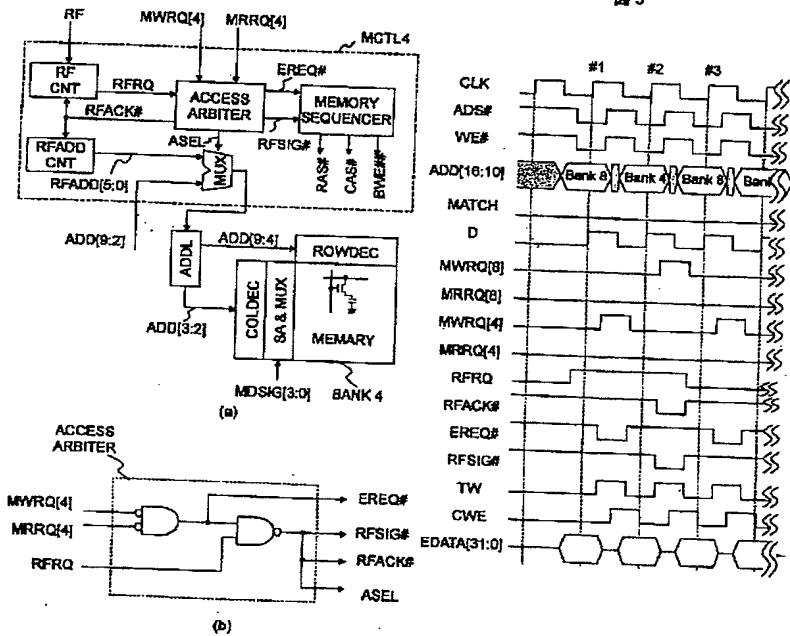 RF
MWRQ[4]
MRRQ[4]
MCTL4
RF
CNT
RFRQ
RFACK#
ACCESS
ARBITER
EREQ#
MEMORY
SEQUENCER
RFADD
CNT
ASEL
RFSIG#
MUX
RAS#
CAS#
BWE##
RFADD[5:0]
ADD[9:2]
ADDL
ADD[9:4]
ROWDEC
ADD[3:2]
COLDEC
SA & MUX
MEMARY
MDSIG[3:0]
BANK 4
(a)
ACCESS
ARBITER
MWRQ[4]
MRRQ[4]
RFRQ
EREQ#
RFSIG#
RFACK#
ASEL
(b)
#1 #2 #3
CLK
ADS#
WE#
ADD[16:10] Bank 8 Bank 4 Bank 8 Bank
MATCH
D
MWRQ[8]
MRRQ[8]
MWRQ[4]
MRRQ[4]
RFRQ
RFACK#
EREQ#
RFSIG#
TW
CWE
EDATA[31:0]